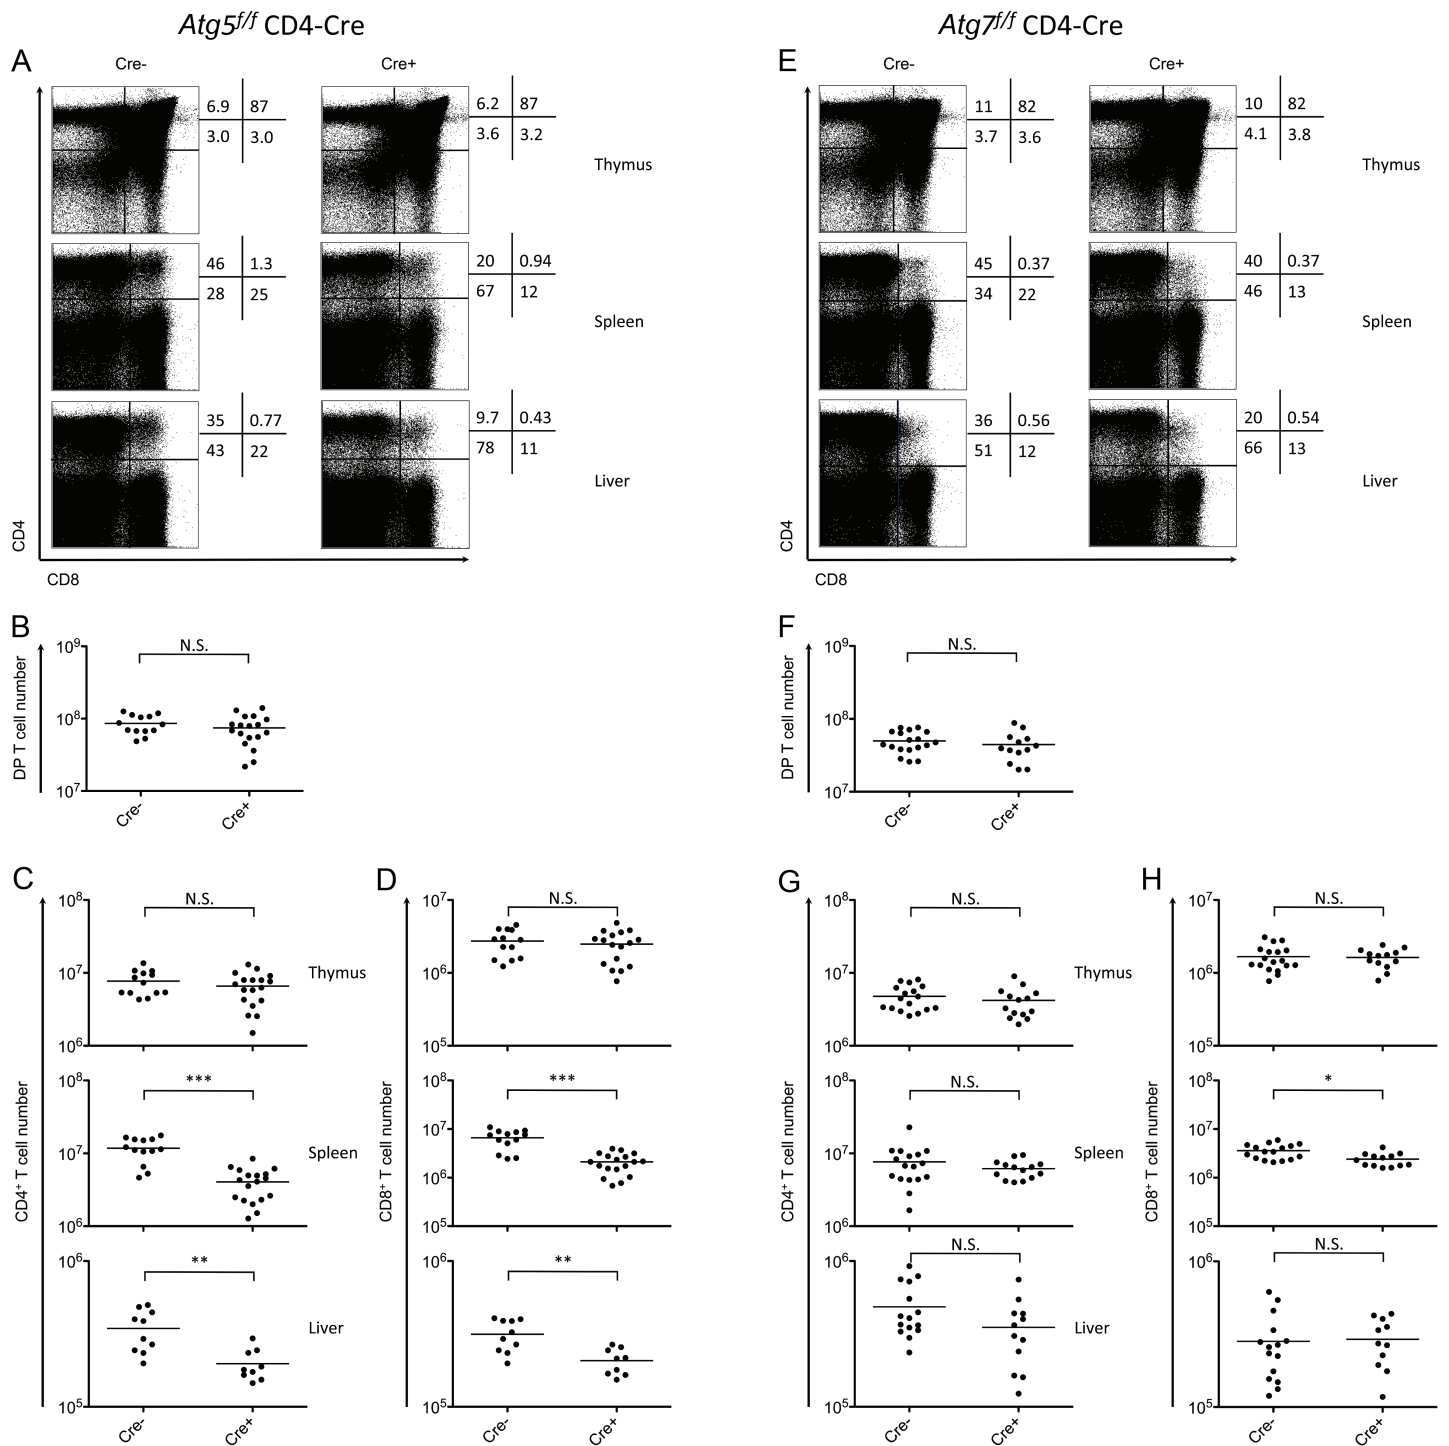 Atg5f/f CD4-Cre
A
Cre-
Cre+
6.9 87
3.0 3.0
6.2 87
3.6 3.2
Thymus
46 1.3
28 25
20 0.94
67 12
Spleen
35 0.77
43 22
9.7 0.43
78 11
Liver
CD4
CD8
B
N.S.
10⁹
10⁸
10⁷
DP T cell number
Cre-
Cre+
C
N.S.
10⁸
10⁷
10⁶
Thymus
***
10⁸
10⁷
10⁶
Spleen
CD4⁺ T cell number
**
10⁶
10⁵
Liver
Cre-
Cre+
D
N.S.
10⁷
10⁶
10⁵
***
10⁸
10⁷
10⁶
10⁵
CD8⁺ T cell number
**
10⁶
10⁵
Cre-
Cre+
Atg7f/f CD4-Cre
E
Cre-
Cre+
11 82
3.7 3.6
10 82
4.1 3.8
Thymus
45 0.37
34 22
40 0.37
46 13
Spleen
36 0.56
51 12
20 0.54
66 13
Liver
CD4
CD8
F
N.S.
10⁹
10⁸
10⁷
DP T cell number
Cre-
Cre+
G
N.S.
10⁸
10⁷
10⁶
Thymus
N.S.
10⁸
10⁷
10⁶
Spleen
CD4⁺ T cell number
N.S.
10⁶
10⁵
Liver
Cre-
Cre+
H
N.S.
10⁷
10⁶
10⁵
*
10⁸
10⁷
10⁶
10⁵
CD8⁺ T cell number
N.S.
10⁶
10⁵
Cre-
Cre+